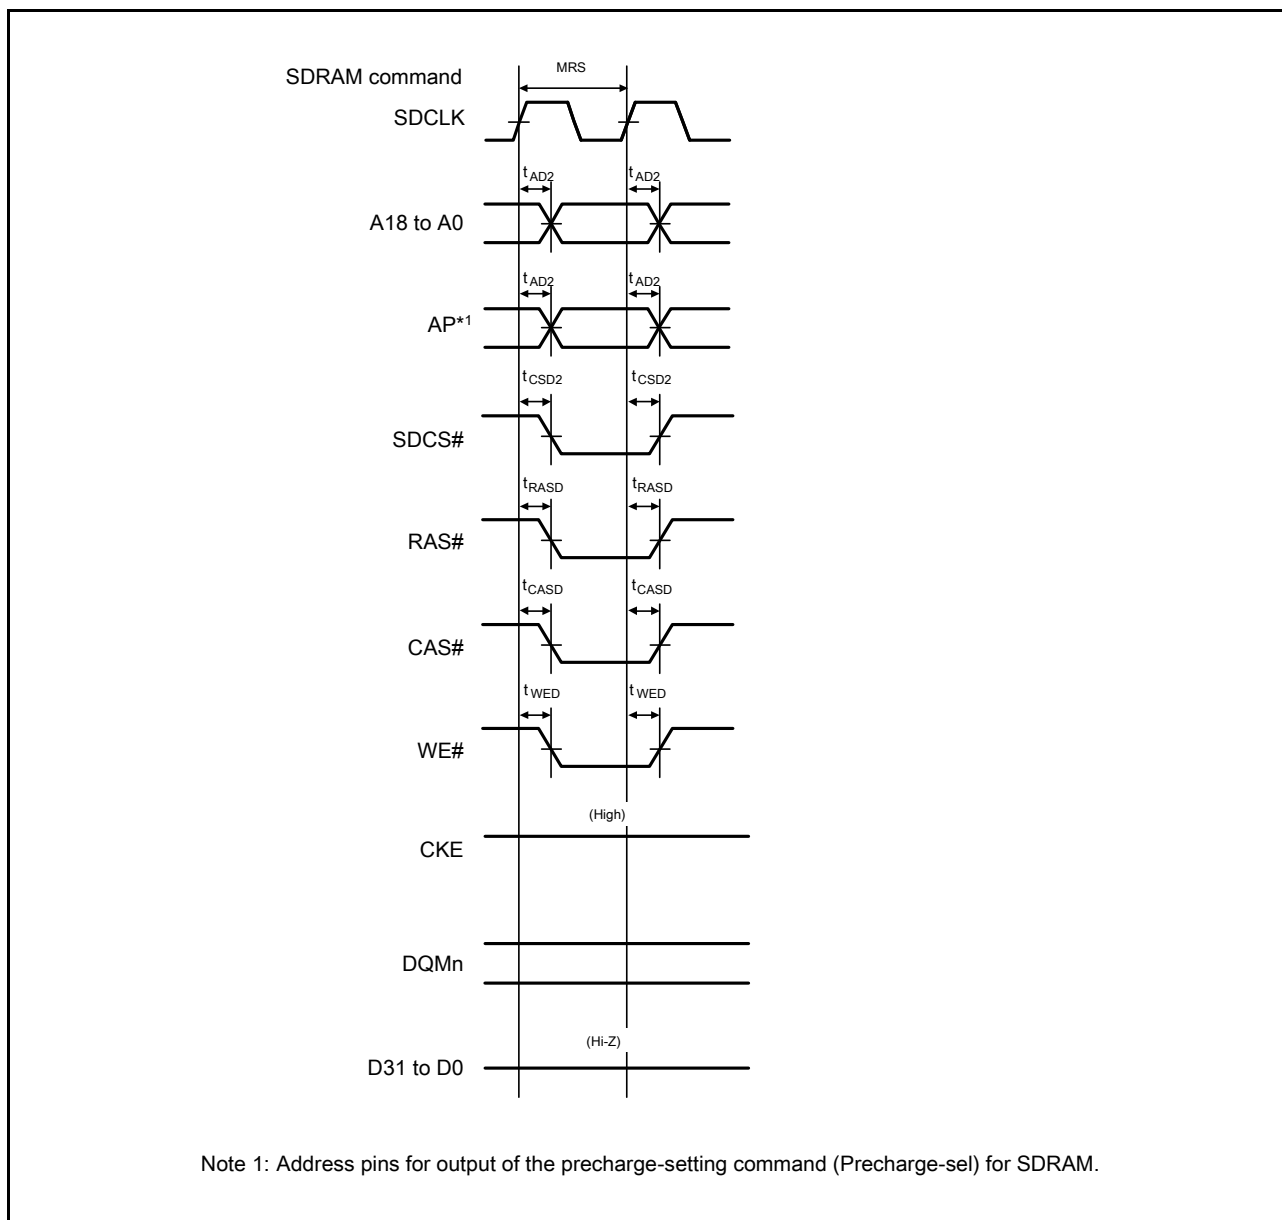 MRS
SDRAM command
SDCLK
tAD2 tAD2
A18 to A0
tAD2 tAD2
AP*1
tCSD2 tCSD2
SDCS#
tRASD tRASD
RAS#
tCASD tCASD
CAS#
tWED tWED
WE#
(High)
CKE
DQMn
(Hi-Z)
D31 to D0
Note 1: Address pins for output of the precharge-setting command (Precharge-sel) for SDRAM.